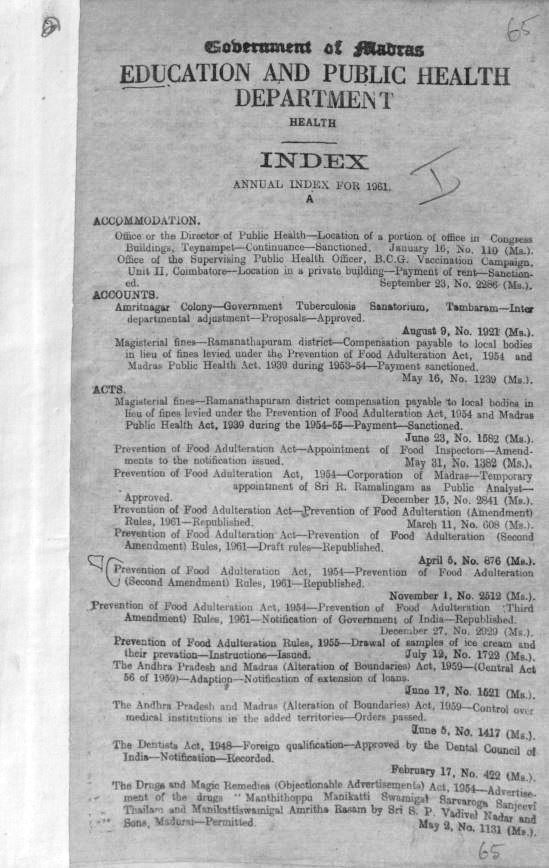 65
Government of Madras
EDUCATION AND PUBLIC HEALTH
DEPARTMENT
HEALTH
INDEX
ANNUAL INDEX FOR 1961.
I
A
ACCOMMODATION.
Office or the Director of Public Health—Location of a portion of office in Congress
Buildings, Teynampet—Continuance—Sanctioned. January 16, No. 110 (Ms.).
Office of the Supervising Public Health Officer, B.C.G. Vaccination Campaign,
Unit II, Coimbatore—Location in a private building—Payment of rent—Sanction-
ed. September 23, No. 2286 (Ms.).
ACCOUNTS.
Amritnagar Colony—Government Tuberculosis Sanatorium, Tambaram—Inter
departmental adjustment—Proposals—Approved.
August 9, No. 1921 (Ms.).
Magisterial fines—Ramanathapuram district—Compensation payable to local bodies
in lieu of fines levied under the Prevention of Food Adulteration Act, 1954 and
Madras Public Health Act, 1939 during 1953-54—Payment sanctioned.
May 16, No. 1239 (Ms.).
ACTS.
Magisterial fines—Ramanathapuram district compensation payable to local bodies in
lieu of fines levied under the Prevention of Food Adulteration Act, 1954 and Madras
Public Health Act, 1939 during the 1954-55—Payment—Sanctioned.
June 23, No. 1582 (Ms.).
Prevention of Food Adulteration Act—Appointment of Food Inspectors—Amend-
ments to the notification issued. May 31, No. 1382 (Ms.).
Prevention of Food Adulteration Act, 1954—Corporation of Madras—Temporary
appointment of Sri R. Ramalingam as Public Analyst—
Approved. December 15, No. 2841 (Ms.).
Prevention of Food Adulteration Act—Prevention of Food Adulteration (Amendment)
Rules, 1961—Republished. March 11, No. 608 (Ms.).
Prevention of Food Adulteration Act—Prevention of Food Adulteration (Second
Amendment) Rules, 1961—Draft rules—Republished.
April 5, No. 876 (Ms.).
Prevention of Food Adulteration Act, 1954—Prevention of Food Adulteration
(Second Amendment) Rules, 1961—Republished.
November 1, No. 2512 (Ms.).
Prevention of Food Adulteration Act, 1954—Prevention of Food Adulteration (Third
Amendment) Rules, 1961—Notification of Government of India—Republished.
December 27, No. 2929 (Ms.).
Prevention of Food Adulteration Rules, 1955—Drawal of samples of ice cream and
their prevation—Instructions—Issued. July 12, No. 1722 (Ms.).
The Andhra Pradesh and Madras (Alteration of Boundaries) Act, 1959—(Central Act
56 of 1959)—Adaption—Notification of extension of loans.
June 17, No. 1521 (Ms.).
The Andhra Pradesh and Madras (Alteration of Boundaries) Act, 1959—Control over
medical institutions in the added territories—Orders passed.
June 5, No. 1417 (Ms.).
The Dentists Act, 1948—Foreign qualification—Approved by the Dental Council of
India—Notification—Recorded.
February 17, No. 422 (Ms.).
The Drugs and Magic Remedies (Objectionable Advertisements) Act, 1954—Advertise-
ment of the drugs " Manthithoppu Manikatti Swamigal Sarvaroga Sanjeevi
Thailam and Manikattiswamigal Amritha Rasam by Sri S. P. Vadivel Nadar and
Sons, Madurai—Permitted. May 2, No. 1131 (Ms.).
65